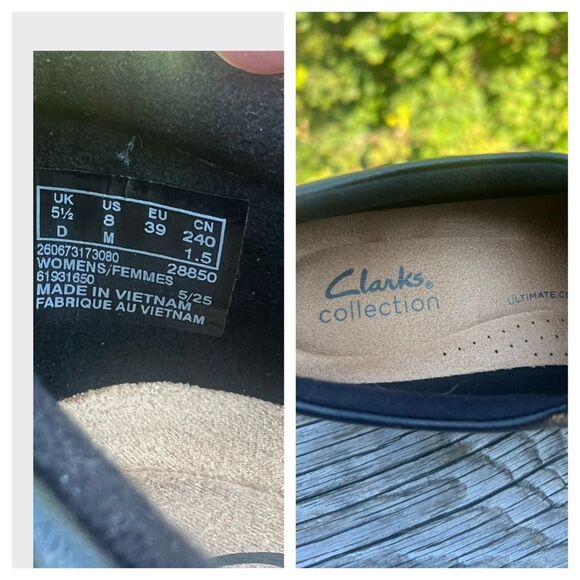 UK US EU CN
5½ 8 39 240
D M 1.5
260673173080 28850
WOMENS/FEMMES
61931650 5/25
MADE IN VIETNAM
FABRIQUE AU VIETNAM
Clarks®
collection
ULTIMATE